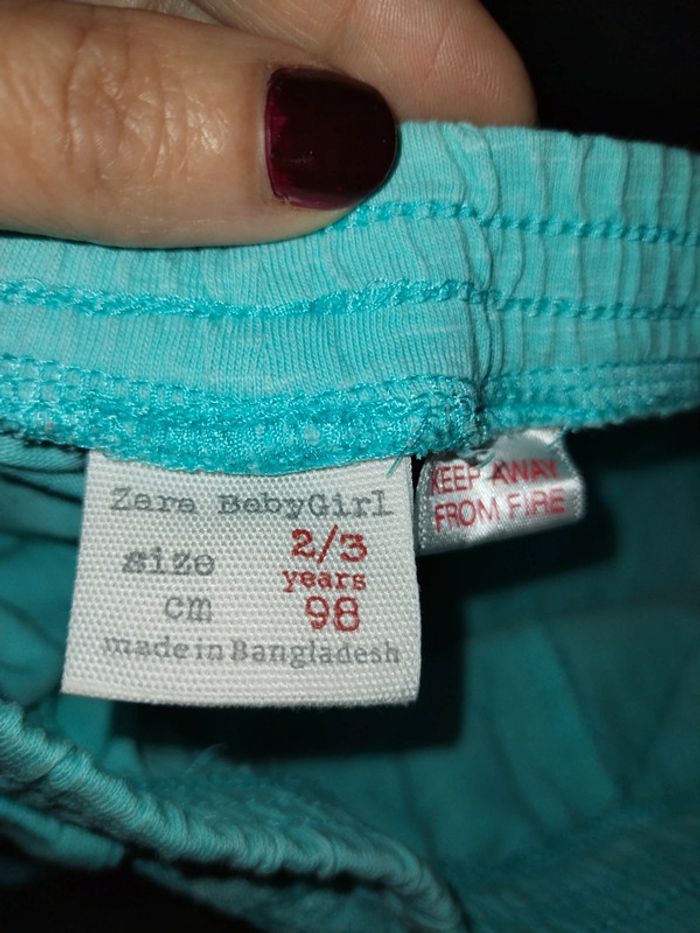 Zara BabyGirl
size 2/3
years
cm 98
made in Bangladesh
KEEP AWAY
FROM FIRE